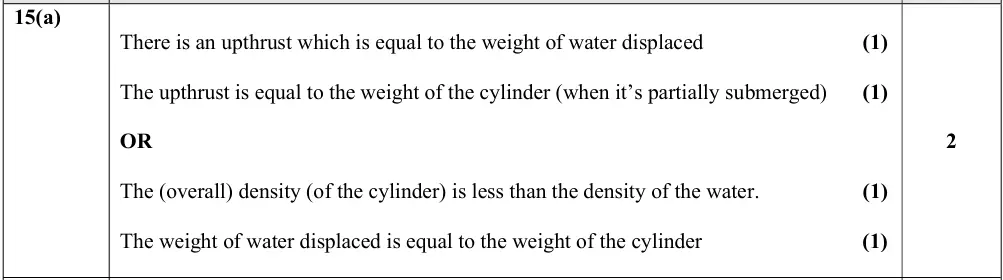 15(a)
There is an upthrust which is equal to the weight of water displaced (1)
The upthrust is equal to the weight of the cylinder (when it’s partially submerged) (1)
OR
2
The (overall) density (of the cylinder) is less than the density of the water. (1)
The weight of water displaced is equal to the weight of the cylinder (1)